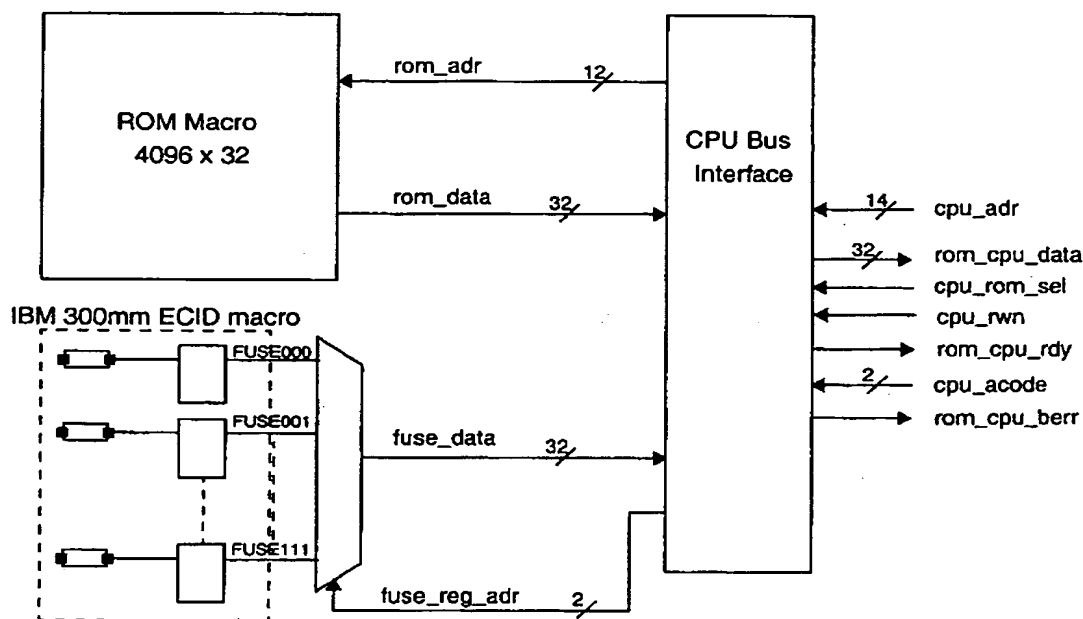 rom_adr
12
ROM Macro
4096 x 32
CPU Bus
Interface
rom_data
32
14
cpu_adr
32
rom_cpu_data
cpu_rom_sel
IBM 300mm ECID macro
cpu_rwn
FUSE000
rom_cpu_rdy
2
cpu_acode
FUSE001
rom_cpu_berr
fuse_data
32
FUSE111
fuse_reg_adr
2